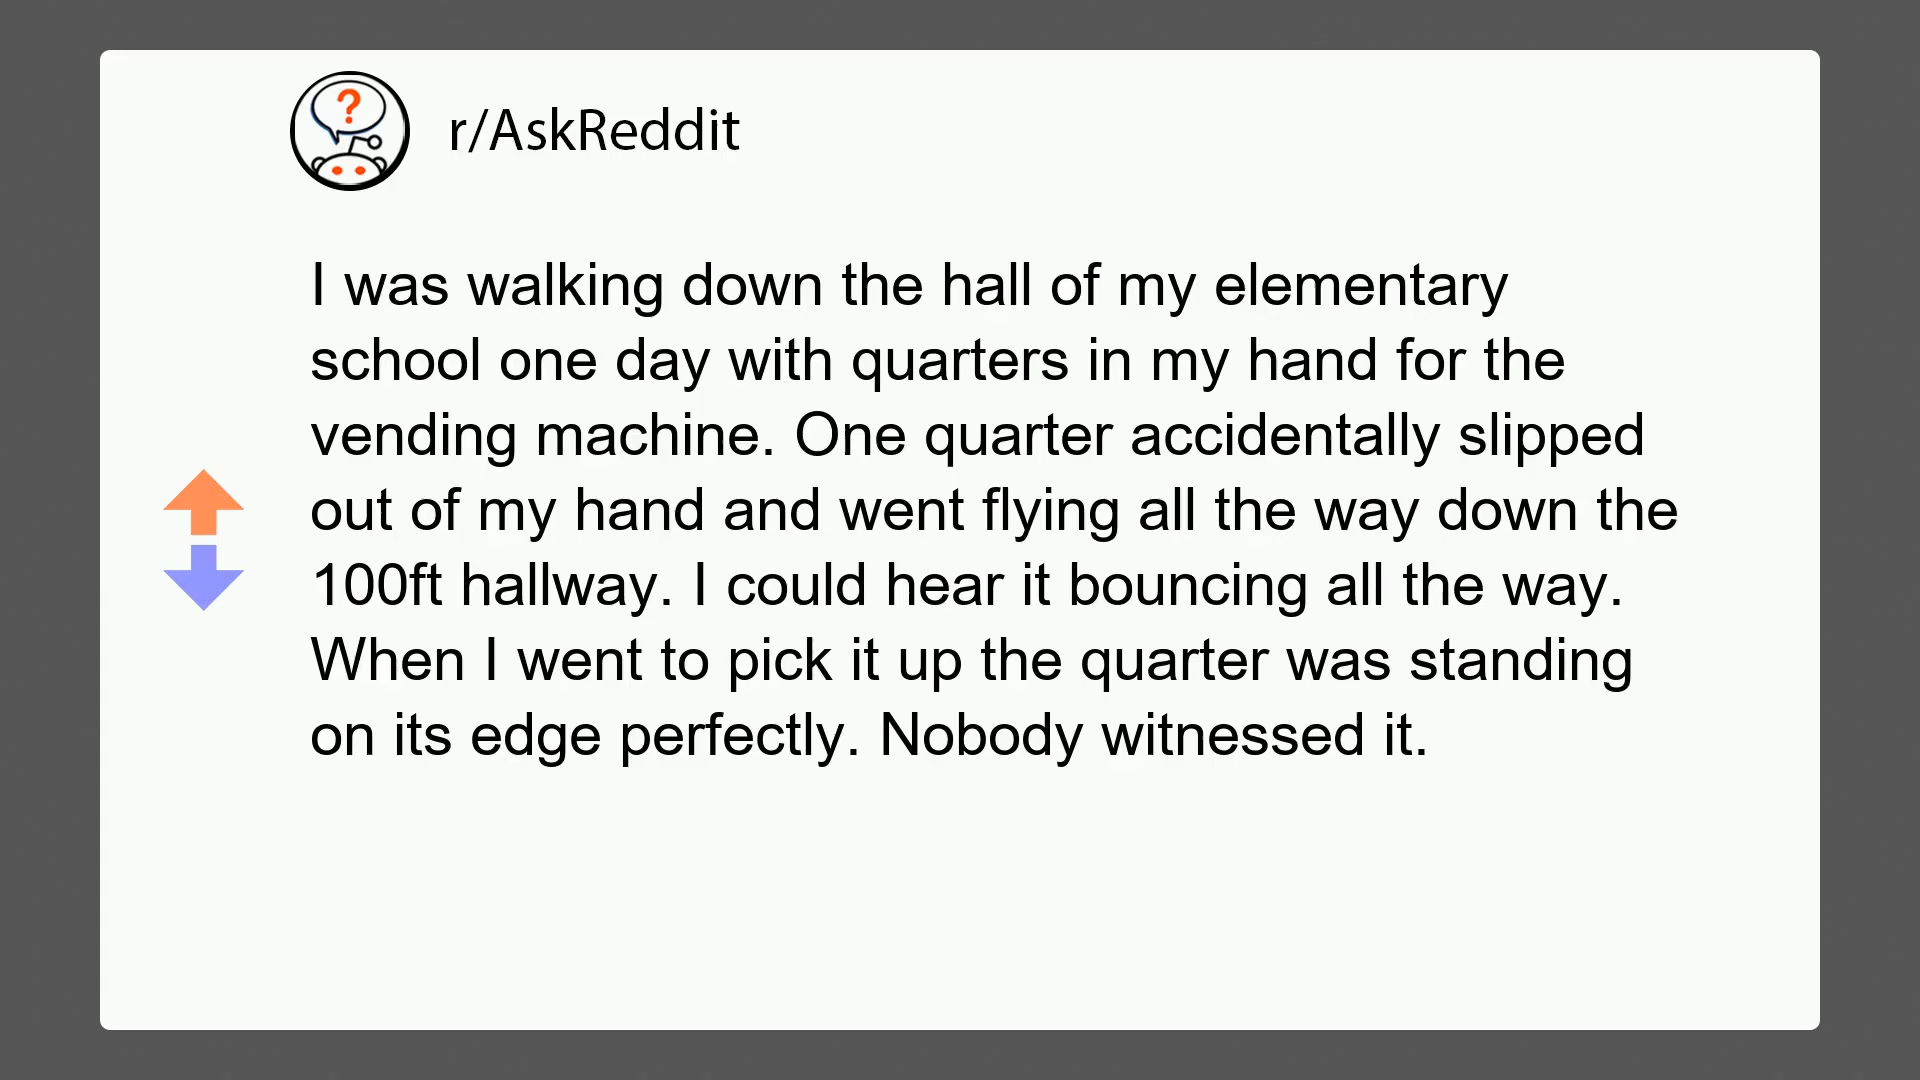 r/AskReddit
I was walking down the hall of my elementary
school one day with quarters in my hand for the
vending machine. One quarter accidentally slipped
out of my hand and went flying all the way down the
100ft hallway. I could hear it bouncing all the way.
When I went to pick it up the quarter was standing
on its edge perfectly. Nobody witnessed it.